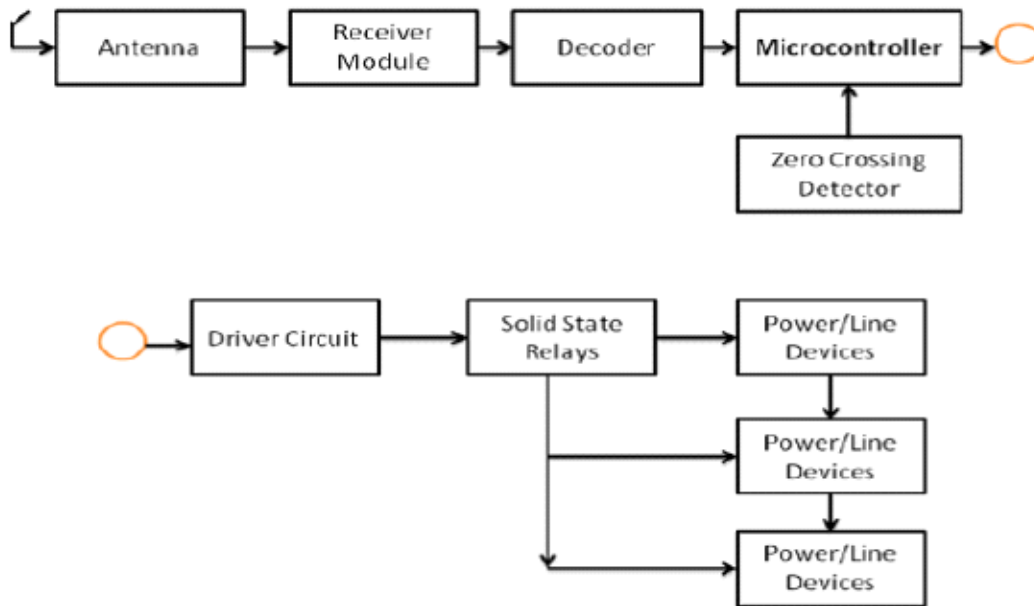 Antenna
Receiver
Module
Decoder
Microcontroller
Zero Crossing
Detector
Driver Circuit
Solid State
Relays
Power/Line
Devices
Power/Line
Devices
Power/Line
Devices